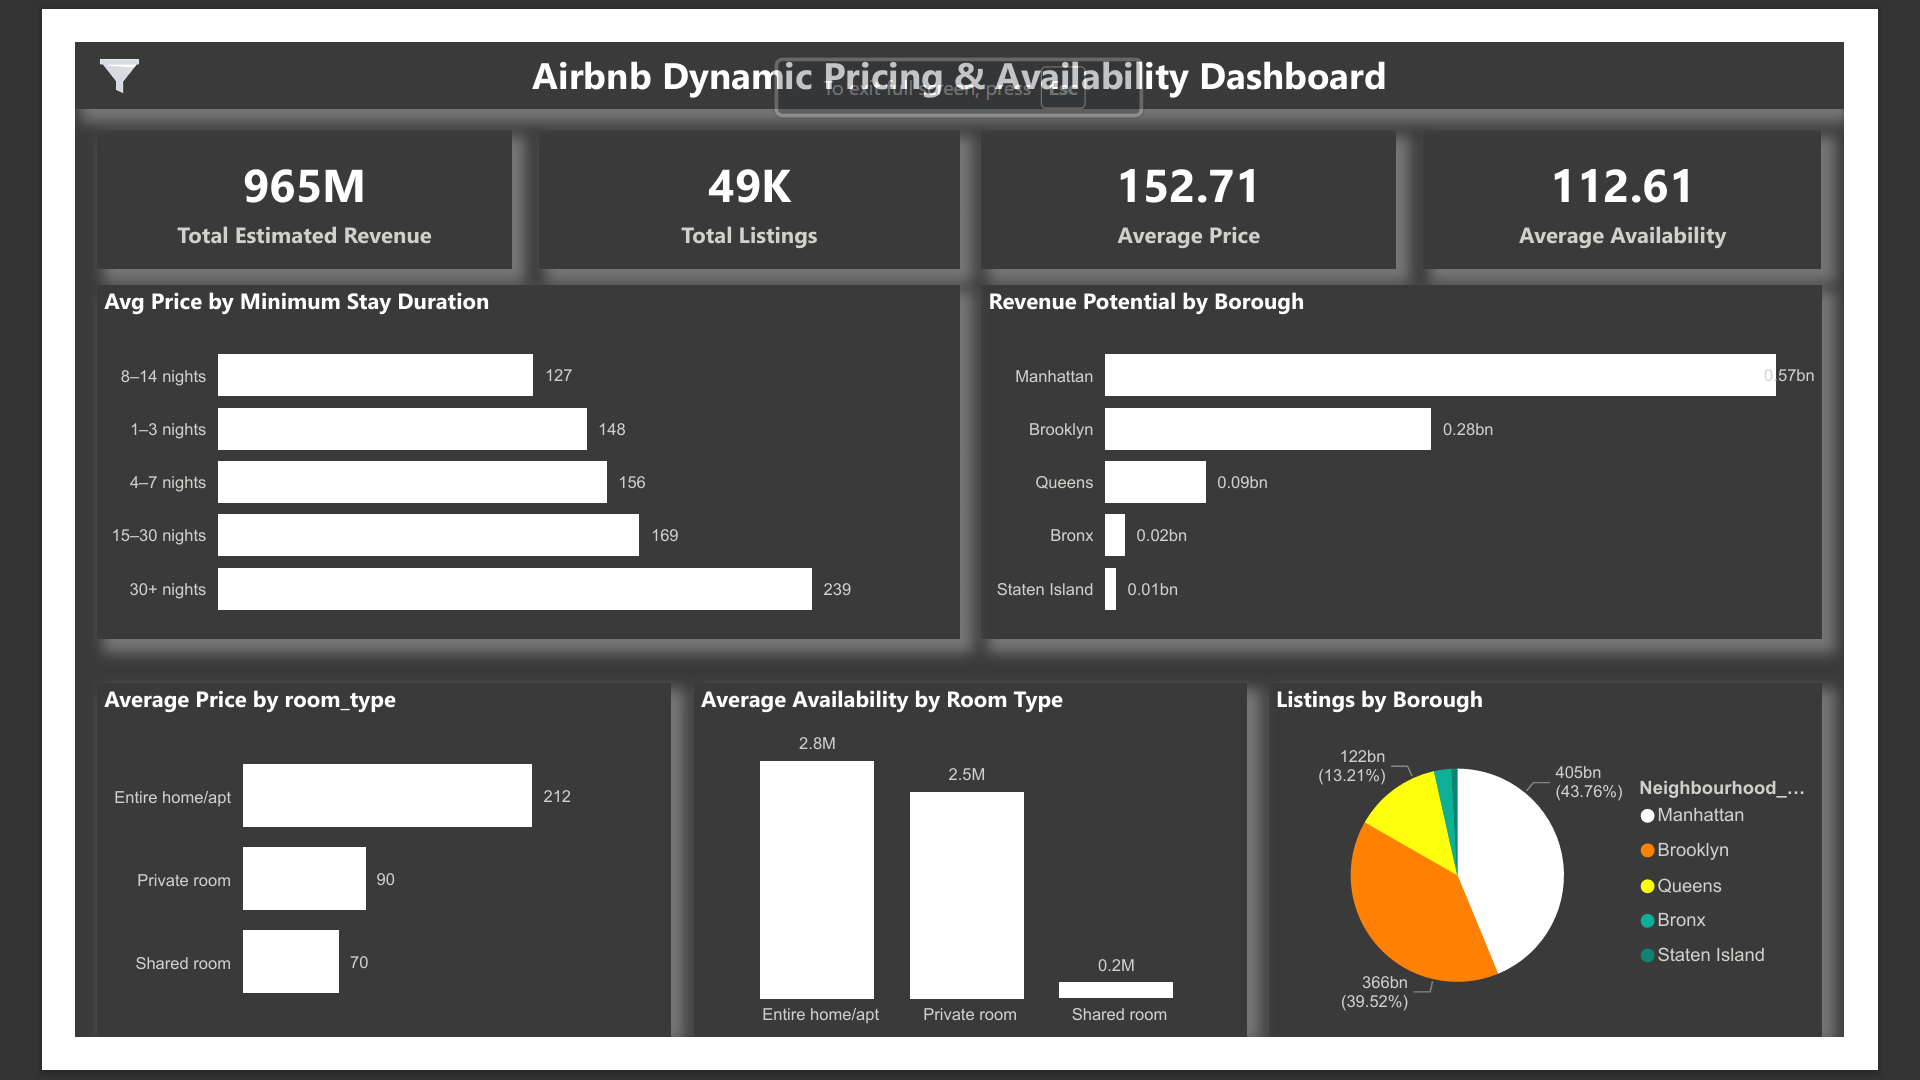 Airbnb Dynamic Pricing & Availability Dashboard
To exit full screen, press Esc
965M
Total Estimated Revenue
49K
Total Listings
152.71
Average Price
112.61
Average Availability
Avg Price by Minimum Stay Duration
8–14 nights 127
1–3 nights 148
4–7 nights 156
15–30 nights 169
30+ nights 239
Revenue Potential by Borough
Manhattan 0.57bn
Brooklyn 0.28bn
Queens 0.09bn
Bronx 0.02bn
Staten Island 0.01bn
Average Price by room_type
Entire home/apt 212
Private room 90
Shared room 70
Average Availability by Room Type
2.8M
2.5M
0.2M
Entire home/apt Private room Shared room
Listings by Borough
122bn
(13.21%)
405bn
(43.76%)
366bn
(39.52%)
Neighbourhood_...
Manhattan
Brooklyn
Queens
Bronx
Staten Island